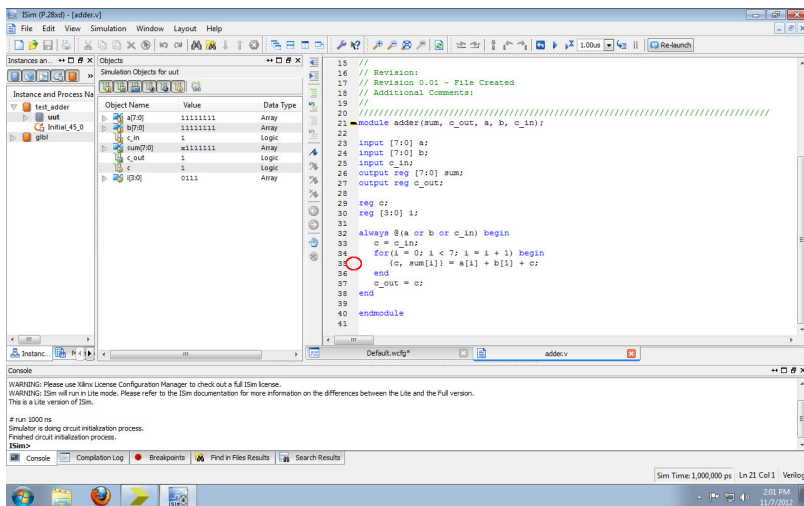 ISim (P.28xd) - [adder.v]
File Edit View Simulation Window Layout Help
1.00us Re-launch
Instances an...
Objects
Simulation Objects for uut
Instance and Process Na
test_adder
uut
Initial_45_0
glbl
Object Name Value Data Type
a[7:0] 11111111 Array
b[7:0] 11111111 Array
c_in 1 Logic
sum[7:0] x1111111 Array
c_out 1 Logic
c 1 Logic
i[3:0] 0111 Array
15 //
16 // Revision:
17 // Revision 0.01 - File Created
18 // Additional Comments:
19 //
20 //////////////////////////////////////////////////////////////////////////////////
21 module adder(sum, c_out, a, b, c_in);
22
23 input [7:0] a;
24 input [7:0] b;
25 input c_in;
26 output reg [7:0] sum;
27 output reg c_out;
28
29 reg c;
30 reg [3:0] i;
31
32 always @(a or b or c_in) begin
33 c = c_in;
34 for(i = 0; i < 7; i = i + 1) begin
35 {c, sum[i]} = a[i] + b[1] + c;
36 end
37 c_out = c;
38 end
39
40 endmodule
41
Instanc...
Default.wcfg* adder.v
Console
WARNING: Please use Xilinx License Configuration Manager to check out a full ISim license.
WARNING: ISim will run in Lite mode. Please refer to the ISim documentation for more information on the differences between the Lite and the Full version.
This is a Lite version of ISim.
# run 1000 ns
Simulator is doing circuit initialization process.
Finished circuit initialization process.
ISim>
Console Compilation Log Breakpoints Find in Files Results Search Results
Sim Time: 1,000,000 ps Ln 21 Col 1 Verilog
2:01 PM
11/7/2012